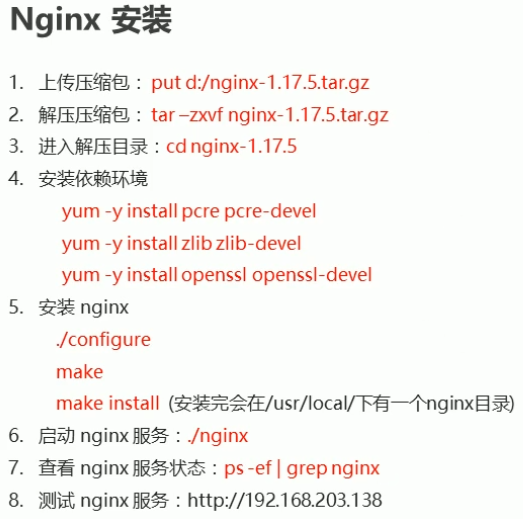 Nginx 安装
1. 上传压缩包：put d:/nginx-1.17.5.tar.gz
2. 解压压缩包：tar –zxvf nginx-1.17.5.tar.gz
3. 进入解压目录：cd nginx-1.17.5
4. 安装依赖环境
yum -y install pcre pcre-devel
yum -y install zlib zlib-devel
yum -y install openssl openssl-devel
5. 安装 nginx
./configure
make
make install (安装完会在/usr/local/下有一个nginx目录)
6. 启动 nginx 服务：./nginx
7. 查看 nginx 服务状态：ps -ef | grep nginx
8. 测试 nginx 服务：http://192.168.203.138